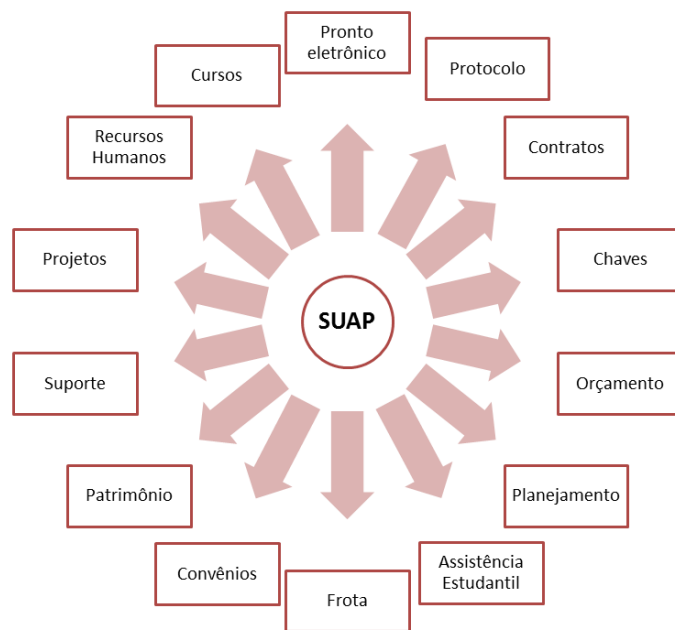 Pronto
eletrônico
Protocolo
Cursos
Recursos
Humanos
Contratos
Projetos
Chaves
SUAP
Suporte
Orçamento
Patrimônio
Planejamento
Convênios
Assistência
Estudantil
Frota